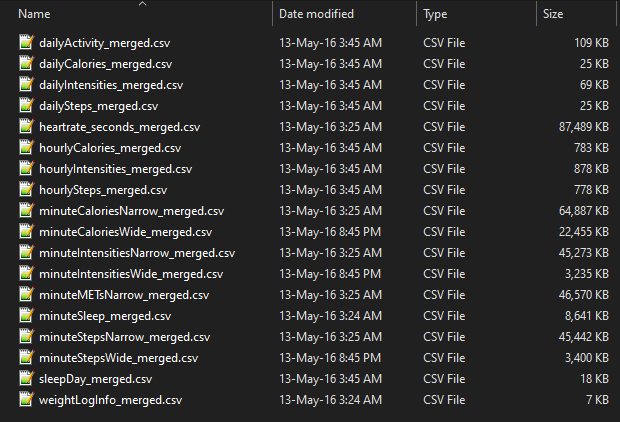 Name Date modified Type Size
dailyActivity_merged.csv 13-May-16 3:45 AM CSV File 109 KB
dailyCalories_merged.csv 13-May-16 3:45 AM CSV File 25 KB
dailyIntensities_merged.csv 13-May-16 3:45 AM CSV File 69 KB
dailySteps_merged.csv 13-May-16 3:45 AM CSV File 25 KB
heartrate_seconds_merged.csv 13-May-16 3:25 AM CSV File 87,489 KB
hourlyCalories_merged.csv 13-May-16 3:45 AM CSV File 783 KB
hourlyIntensities_merged.csv 13-May-16 3:45 AM CSV File 878 KB
hourlySteps_merged.csv 13-May-16 3:45 AM CSV File 778 KB
minuteCaloriesNarrow_merged.csv 13-May-16 3:25 AM CSV File 64,887 KB
minuteCaloriesWide_merged.csv 13-May-16 8:45 PM CSV File 22,455 KB
minuteIntensitiesNarrow_merged.csv 13-May-16 3:25 AM CSV File 45,273 KB
minuteIntensitiesWide_merged.csv 13-May-16 8:45 PM CSV File 3,235 KB
minuteMETsNarrow_merged.csv 13-May-16 3:25 AM CSV File 46,570 KB
minuteSleep_merged.csv 13-May-16 3:24 AM CSV File 8,641 KB
minuteStepsNarrow_merged.csv 13-May-16 3:25 AM CSV File 45,442 KB
minuteStepsWide_merged.csv 13-May-16 8:45 PM CSV File 3,400 KB
sleepDay_merged.csv 13-May-16 3:45 AM CSV File 18 KB
weightLogInfo_merged.csv 13-May-16 3:24 AM CSV File 7 KB